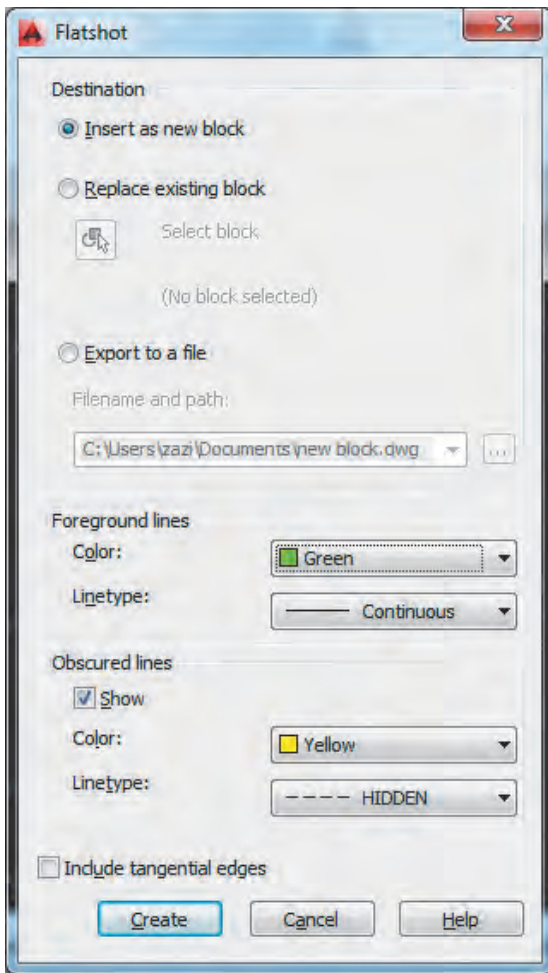 Flatshot
Destination
Insert as new block
Replace existing block
Select block
(No block selected)
Export to a file
Filename and path:
C:\Users\zazi\Documents\new block.dwg ...
Foreground lines
Color: Green
Linetype: Continuous
Obscured lines
Show
Color: Yellow
Linetype: HIDDEN
Include tangential edges
Create Cancel Help